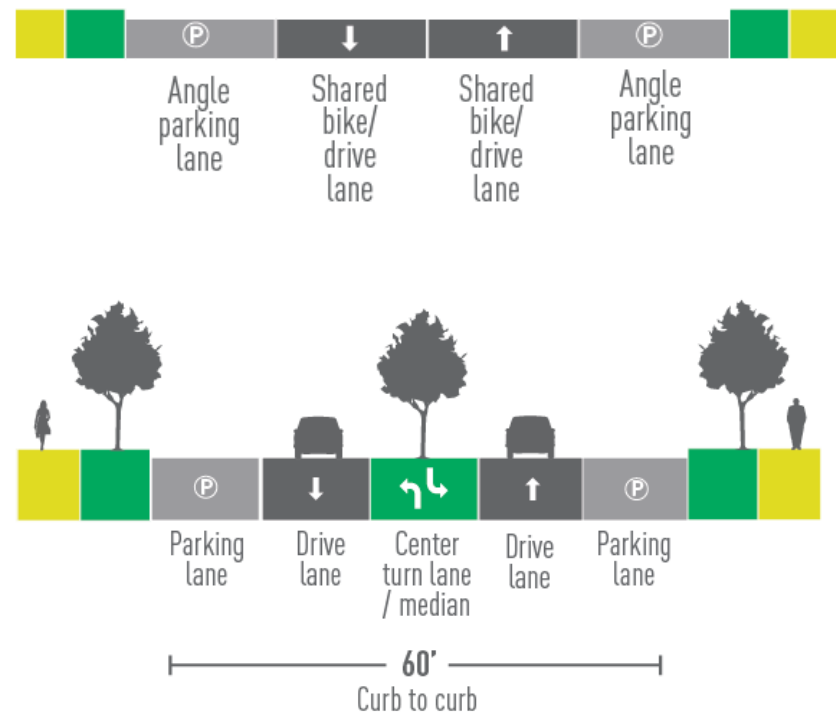 P
P
Angle
parking
lane
Shared
bike/
drive
lane
Shared
bike/
drive
lane
Angle
parking
lane
P
P
Parking
lane
Drive
lane
Center
turn lane
/ median
Drive
lane
Parking
lane
60'
Curb to curb